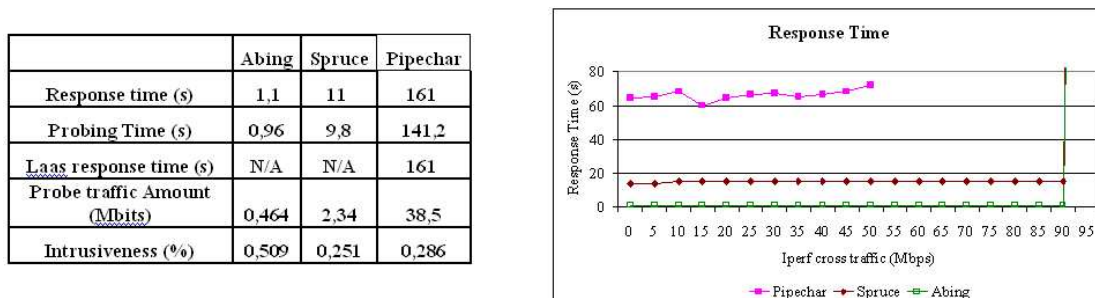 Abing Spruce Pipechar
Response time (s) 1,1 11 161
Probing Time (s) 0,96 9,8 141,2
Laas response time (s) N/A N/A 161
Probe traffic Amount
(Mbits) 0,464 2,34 38,5
Intrusiveness (%) 0,509 0,251 0,286
Response Time
Response Time (s)
80
60
40
20
0
0 5 10 15 20 25 30 35 40 45 50 55 60 65 70 75 80 85 90 95
Iperf cross traffic (Mbps)
Pipechar Spruce Abing